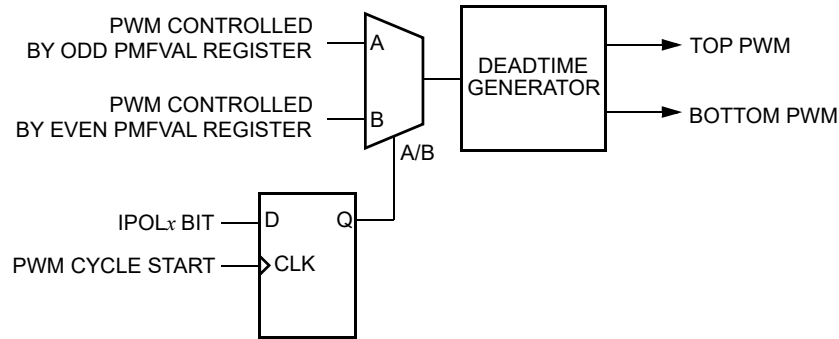 PWM CONTROLLED
BY ODD PMFVAL REGISTER
A
DEADTIME
GENERATOR
TOP PWM
PWM CONTROLLED
BY EVEN PMFVAL REGISTER
B
BOTTOM PWM
A/B
IPOLx BIT
D
Q
PWM CYCLE START
CLK